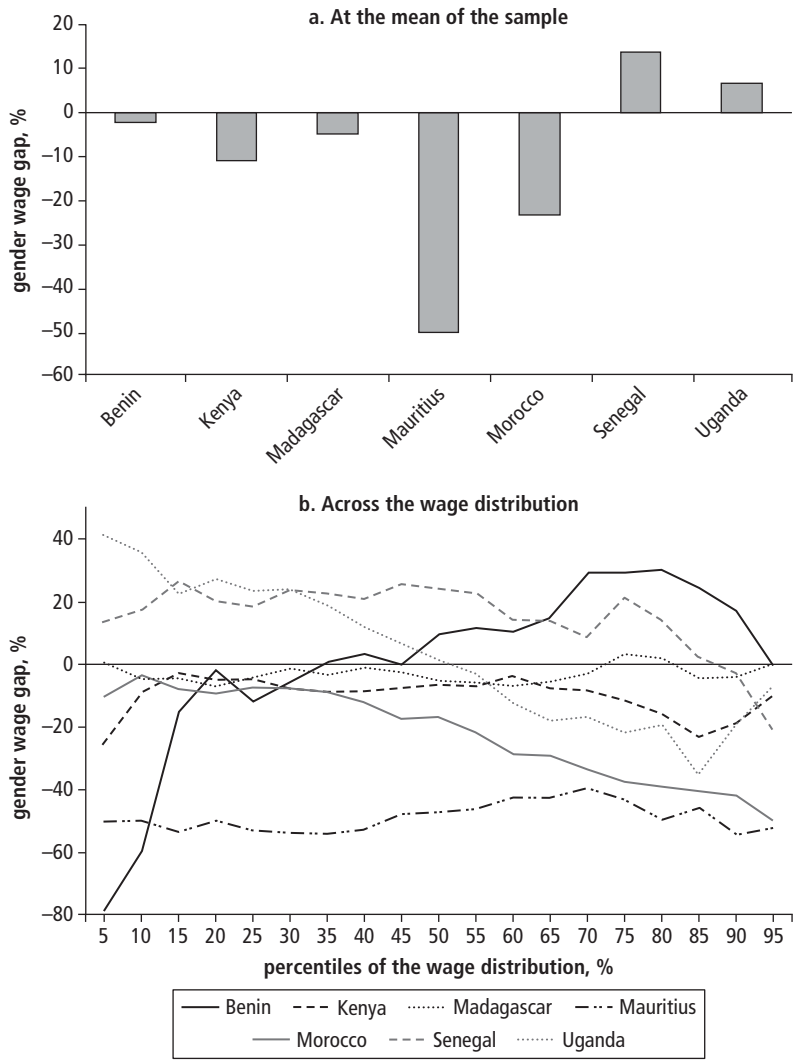 a. At the mean of the sample
20
10
0
–10
–20
–30
–40
–50
–60
gender wage gap, %
Benin
Kenya
Madagascar
Mauritius
Morocco
Senegal
Uganda
b. Across the wage distribution
40
20
0
–20
–40
–60
–80
gender wage gap, %
5 10 15 20 25 30 35 40 45 50 55 60 65 70 75 80 85 90 95
percentiles of the wage distribution, %
Benin Kenya Madagascar Mauritius
Morocco Senegal Uganda